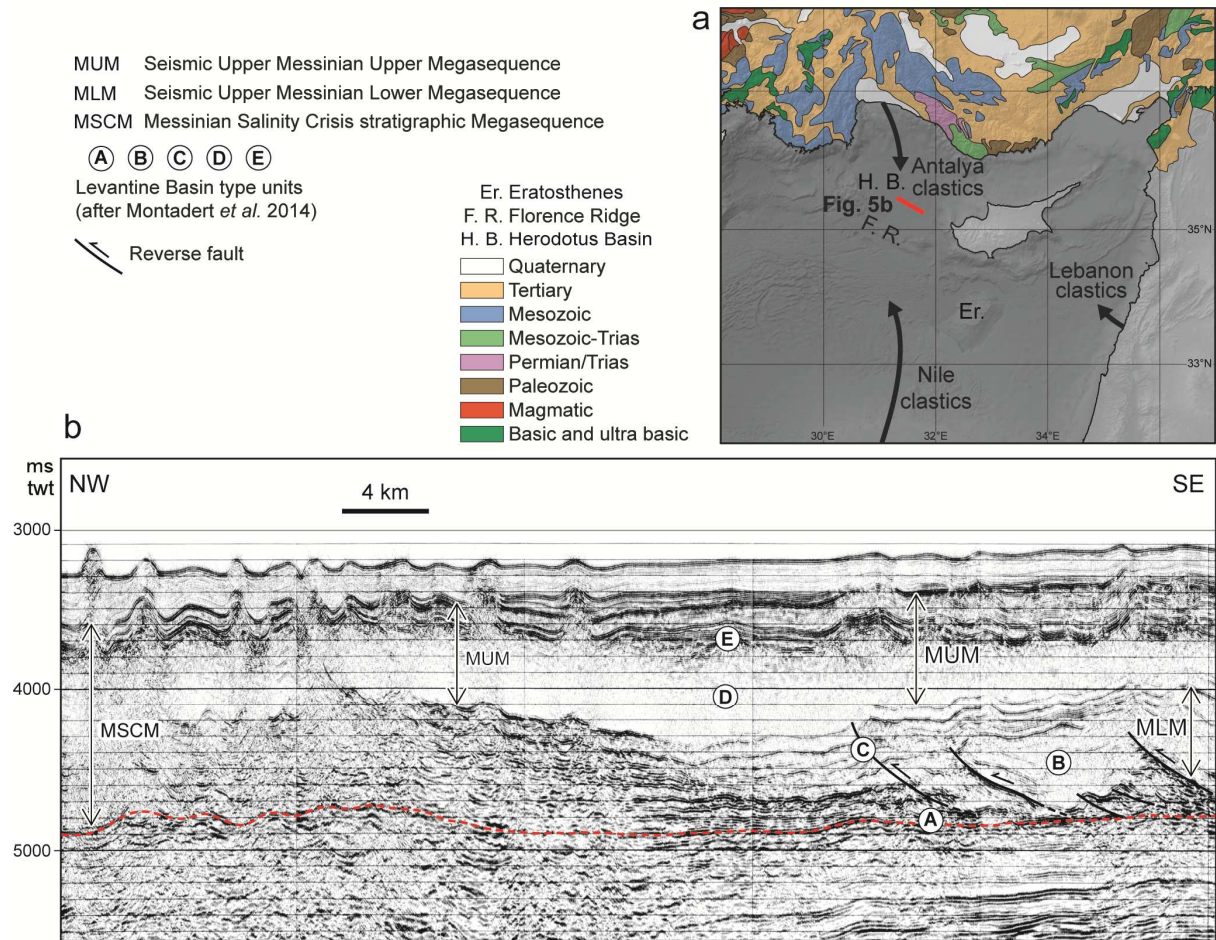 MUM Seismic Upper Messinian Upper Megasequence
MLM Seismic Upper Messinian Lower Megasequence
MSCM Messinian Salinity Crisis stratigraphic Megasequence
A B C D E
Levantine Basin type units
(after Montadert et al. 2014)
Reverse fault
Er. Eratosthenes
F. R. Florence Ridge
H. B. Herodotus Basin
Quaternary
Tertiary
Mesozoic
Mesozoic-Trias
Permian/Trias
Paleozoic
Magmatic
Basic and ultra basic
a
37°N
Antalya
clastics
H. B.
Fig. 5b
F. R.
35°N
Lebanon
clastics
Er.
33°N
Nile
clastics
30°E 32°E 34°E
b
ms
twt
NW
4 km
SE
3000
E
MUM
MUM
4000
D
MSCM
MLM
C
B
A
5000